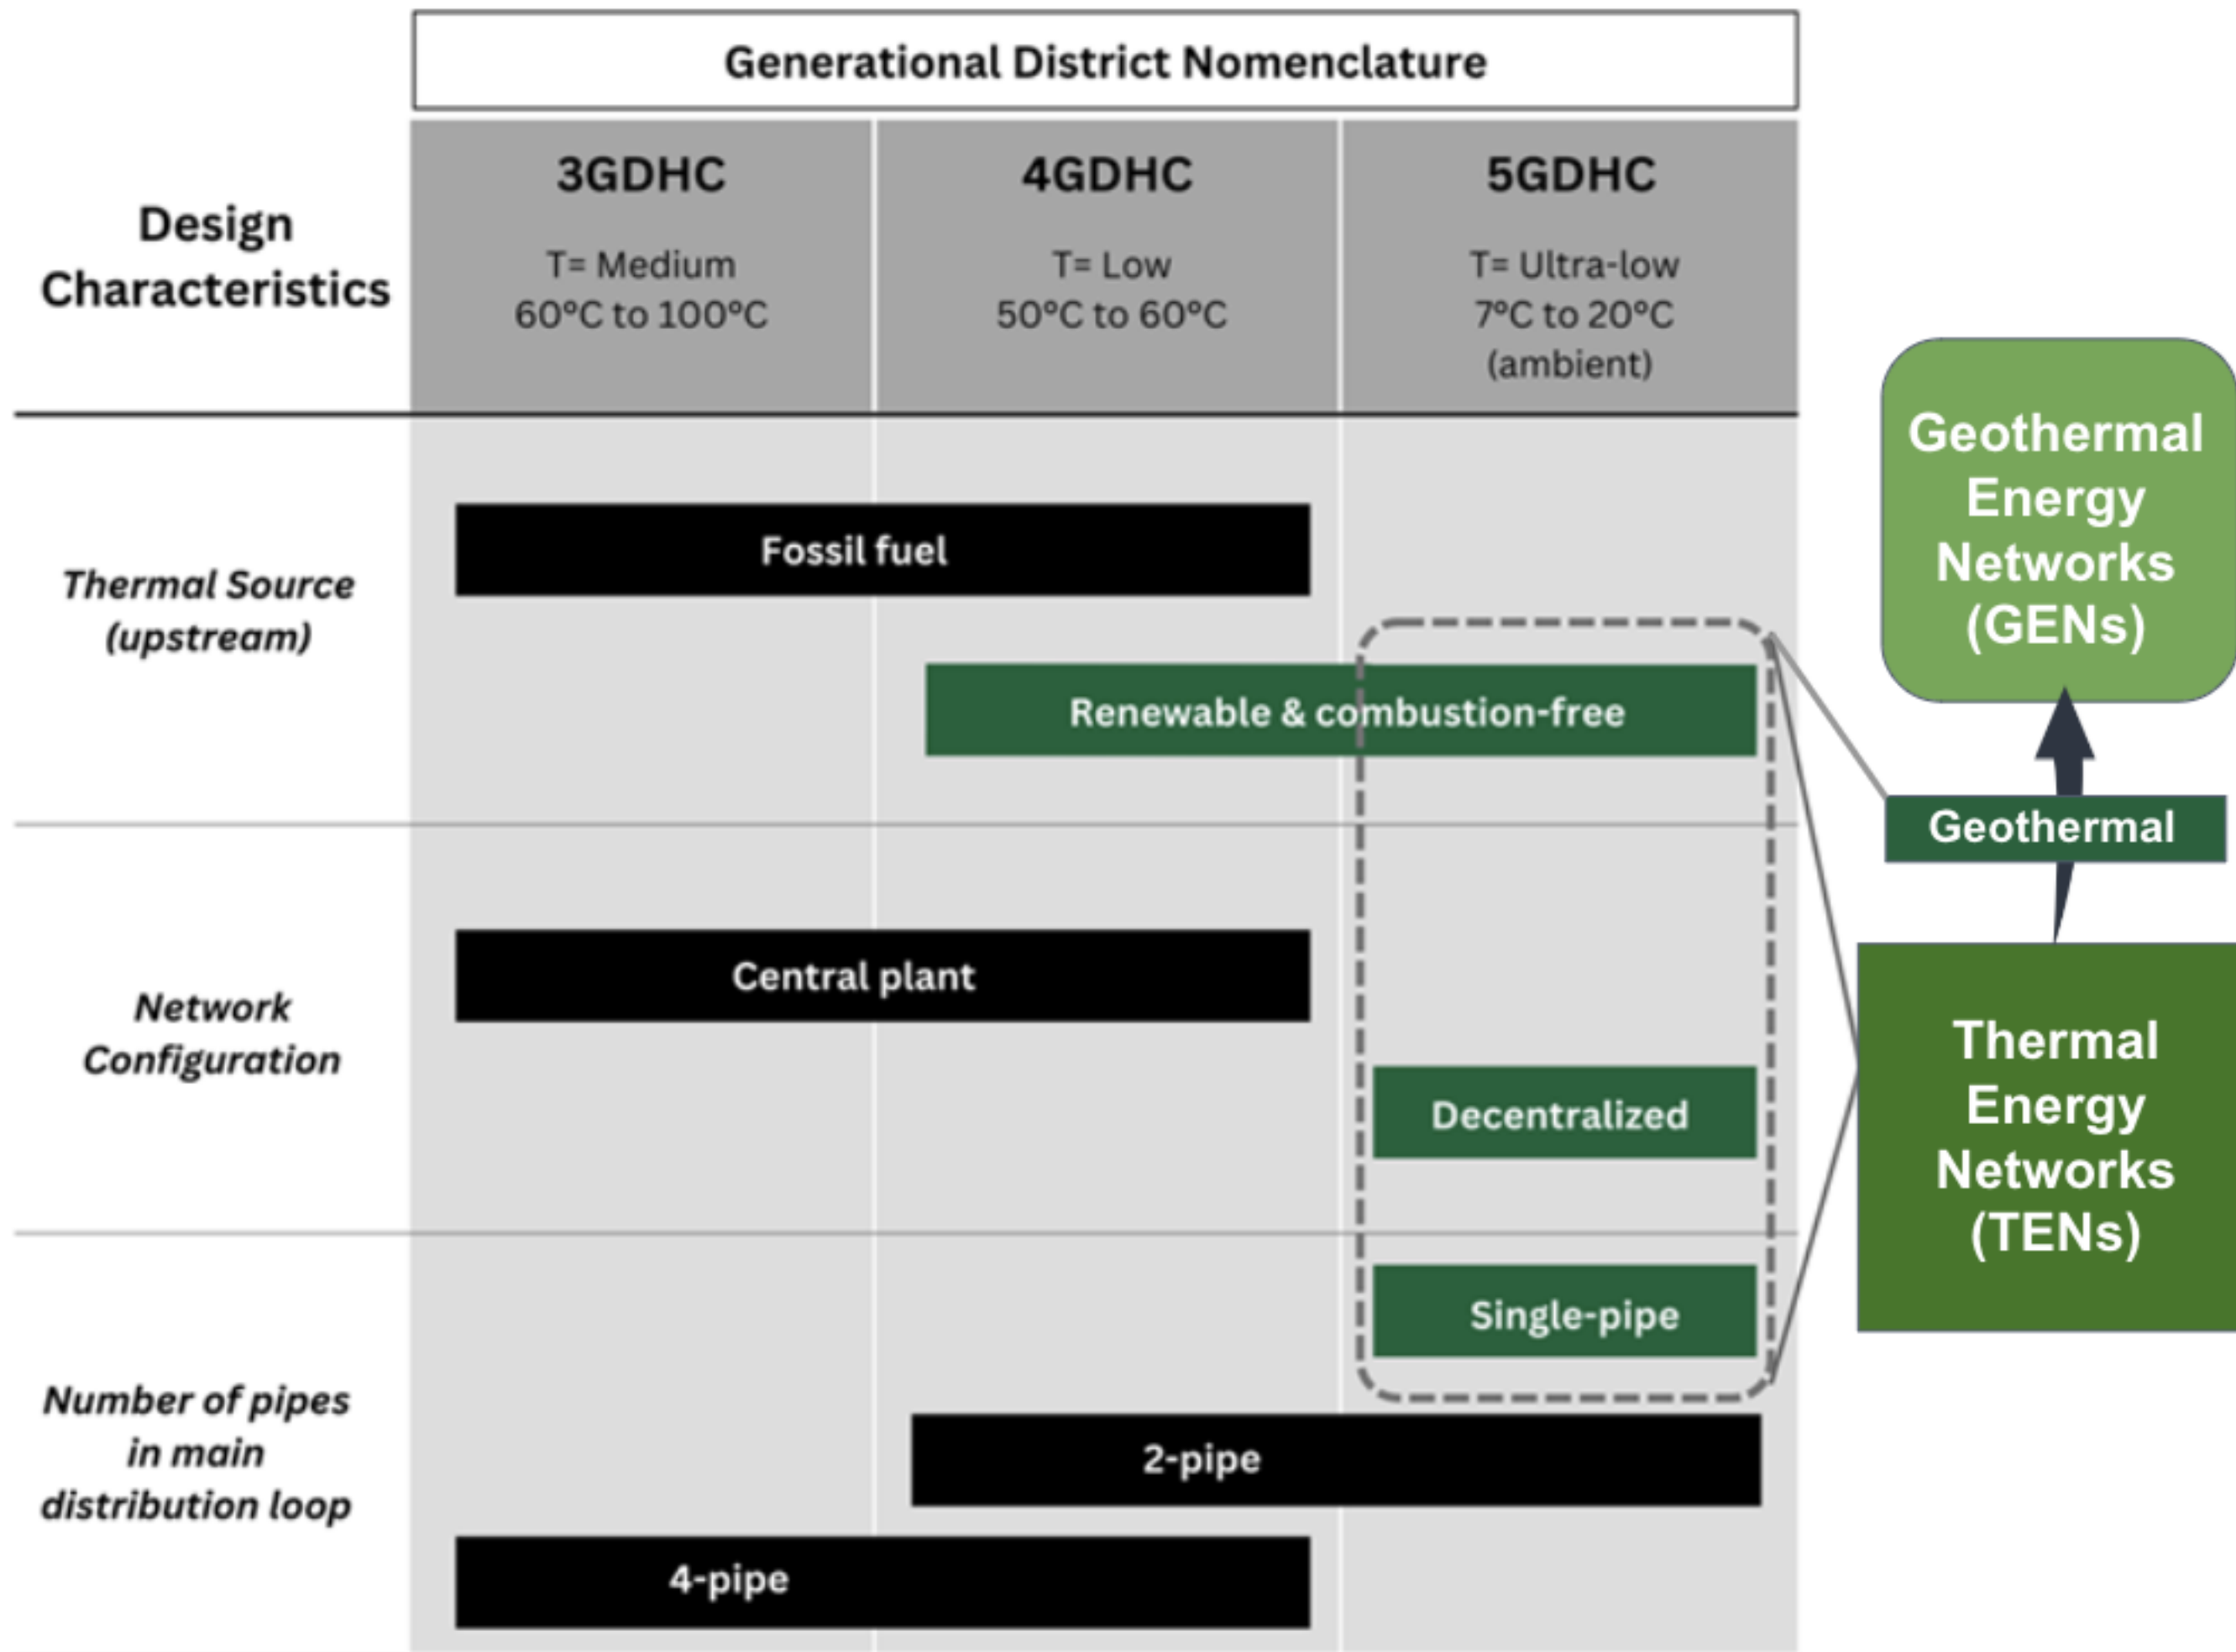 Generational District Nomenclature
Design
Characteristics
3GDHC
T= Medium
60°C to 100°C
4GDHC
T= Low
50°C to 60°C
5GDHC
T= Ultra-low
7°C to 20°C
(ambient)
Thermal Source
(upstream)
Fossil fuel
Renewable & combustion-free
Network
Configuration
Central plant
Decentralized
Number of pipes
in main
distribution loop
Single-pipe
2-pipe
4-pipe
Geothermal
Energy
Networks
(GENs)
Geothermal
Thermal
Energy
Networks
(TENs)